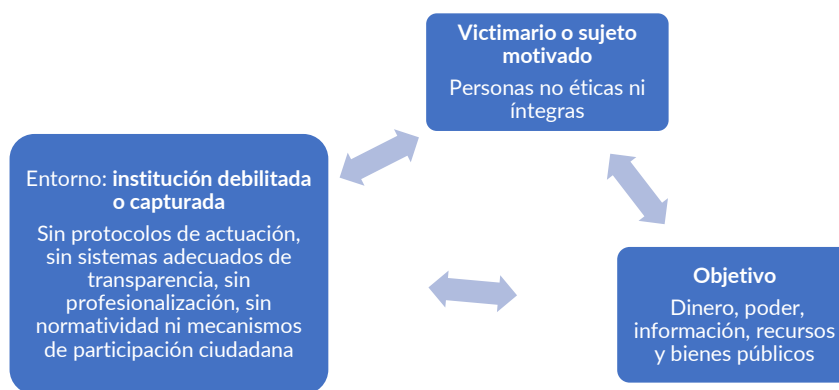 Victimario o sujeto
motivado
Personas no éticas ni
íntegras
Entorno: institución debilitada
o capturada
Sin protocolos de actuación,
sin sistemas adecuados de
transparencia, sin
profesionalización, sin
normatividad ni mecanismos
de participación ciudadana
Objetivo
Dinero, poder,
información, recursos
y bienes públicos